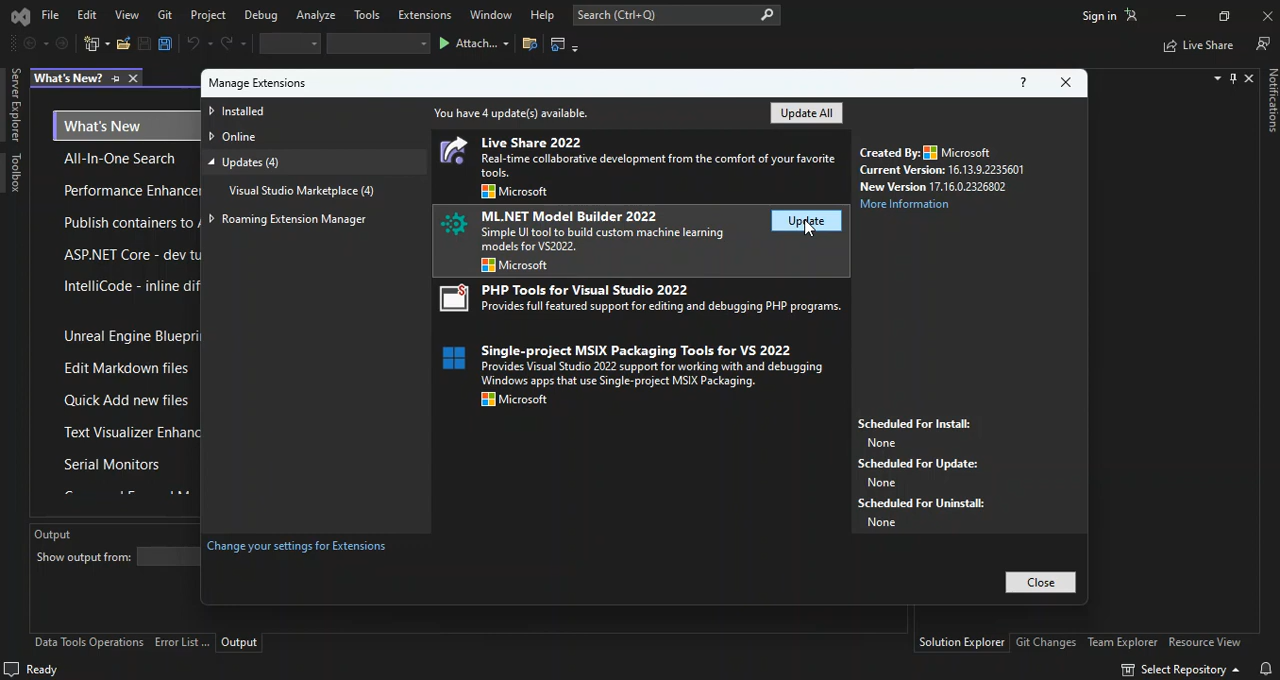 File Edit View Git Project Debug Analyze Tools Extensions Window Help Search (Ctrl+Q) Sign in
Attach... Live Share
Server Explorer
Toolbox
What's New?
What's New
All-In-One Search
Performance Enhancer
Publish containers to
ASP.NET Core - dev tu
IntelliCode - inline dif
Unreal Engine Bluepri
Edit Markdown files
Quick Add new files
Text Visualizer Enhanc
Serial Monitors
Manage Extensions ?
Installed
Online
Updates (4)
Visual Studio Marketplace (4)
Roaming Extension Manager
Change your settings for Extensions
You have 4 update(s) available. Update All
Live Share 2022
Real-time collaborative development from the comfort of your favorite
tools.
Microsoft
ML.NET Model Builder 2022 Update
Simple UI tool to build custom machine learning
models for VS2022.
Microsoft
PHP Tools for Visual Studio 2022
Provides full featured support for editing and debugging PHP programs.
Single-project MSIX Packaging Tools for VS 2022
Provides Visual Studio 2022 support for working with and debugging
Windows apps that use Single-project MSIX Packaging.
Microsoft
Created By: Microsoft
Current Version: 16.13.9.2235601
New Version 17.16.0.2326802
More Information
Scheduled For Install:
None
Scheduled For Update:
None
Scheduled For Uninstall:
None
Close
Notifications
Output
Show output from:
Data Tools Operations Error List ... Output
Solution Explorer Git Changes Team Explorer Resource View
Ready Select Repository